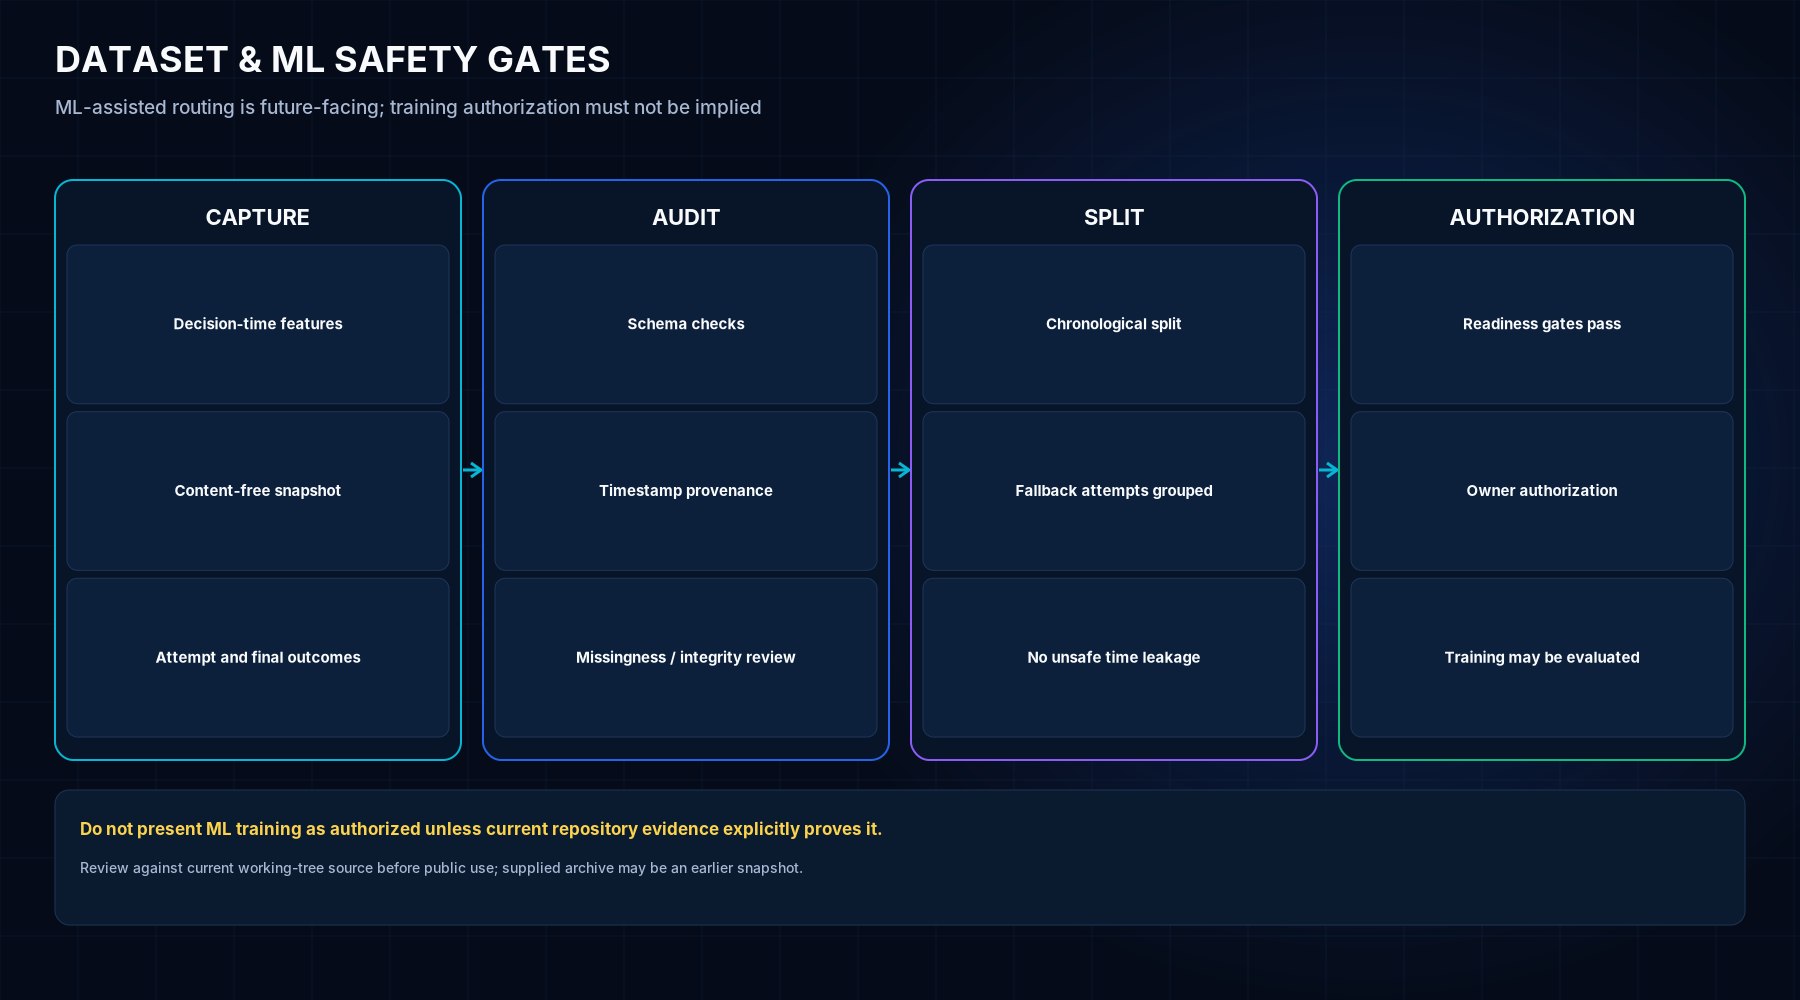 DATASET & ML SAFETY GATES
ML-assisted routing is future-facing; training authorization must not be implied
CAPTURE
Decision-time features
Content-free snapshot
Attempt and final outcomes
AUDIT
Schema checks
Timestamp provenance
Missingness / integrity review
SPLIT
Chronological split
Fallback attempts grouped
No unsafe time leakage
AUTHORIZATION
Readiness gates pass
Owner authorization
Training may be evaluated
Do not present ML training as authorized unless current repository evidence explicitly proves it.
Review against current working-tree source before public use; supplied archive may be an earlier snapshot.